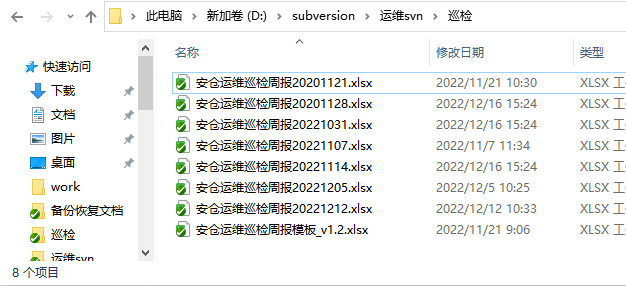 此电脑 > 新加卷 (D:) > subversion > 运维svn > 巡检
名称 修改日期 类型
快速访问
下载
文档
图片
桌面
work
备份恢复文档
巡检
运维svn
安仓运维巡检周报20201121.xlsx 2022/11/21 10:30 XLSX 工
安仓运维巡检周报20201128.xlsx 2022/12/16 15:24 XLSX 工
安仓运维巡检周报20221031.xlsx 2022/12/16 15:24 XLSX 工
安仓运维巡检周报20221107.xlsx 2022/11/7 11:34 XLSX 工
安仓运维巡检周报20221114.xlsx 2022/12/16 15:24 XLSX 工
安仓运维巡检周报20221205.xlsx 2022/12/5 10:25 XLSX 工
安仓运维巡检周报20221212.xlsx 2022/12/12 10:33 XLSX 工
安仓运维巡检周报模板_v1.2.xlsx 2022/11/21 9:06 XLSX 工
8 个项目